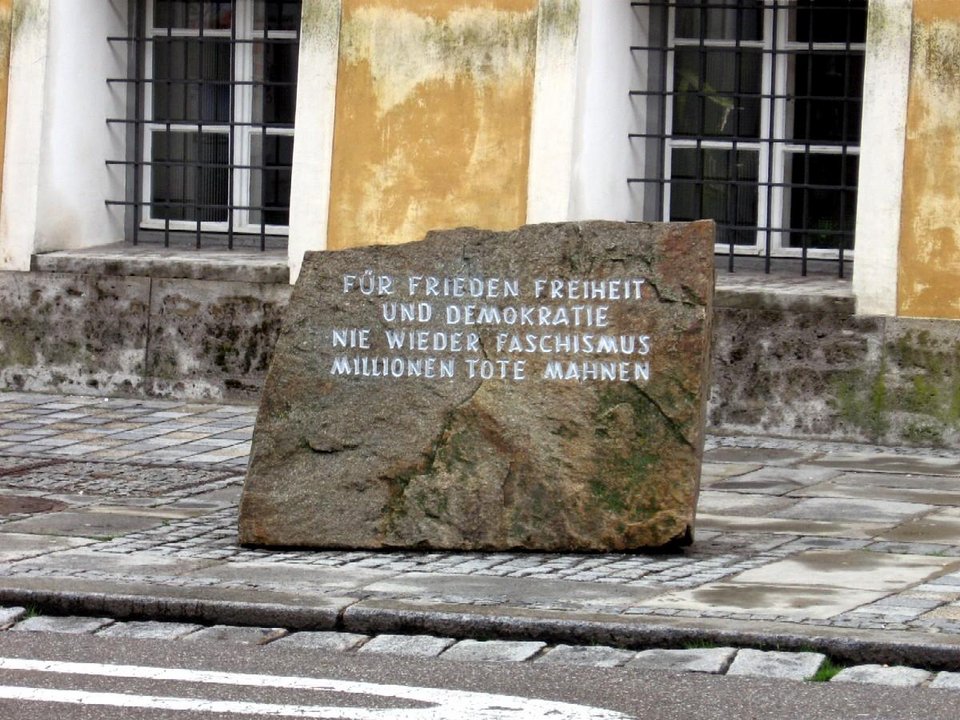 FÜR FRIEDEN FREIHEIT
UND DEMOKRATIE
NIE WIEDER FASCHISMUS
MILLIONEN TOTE MAHNEN